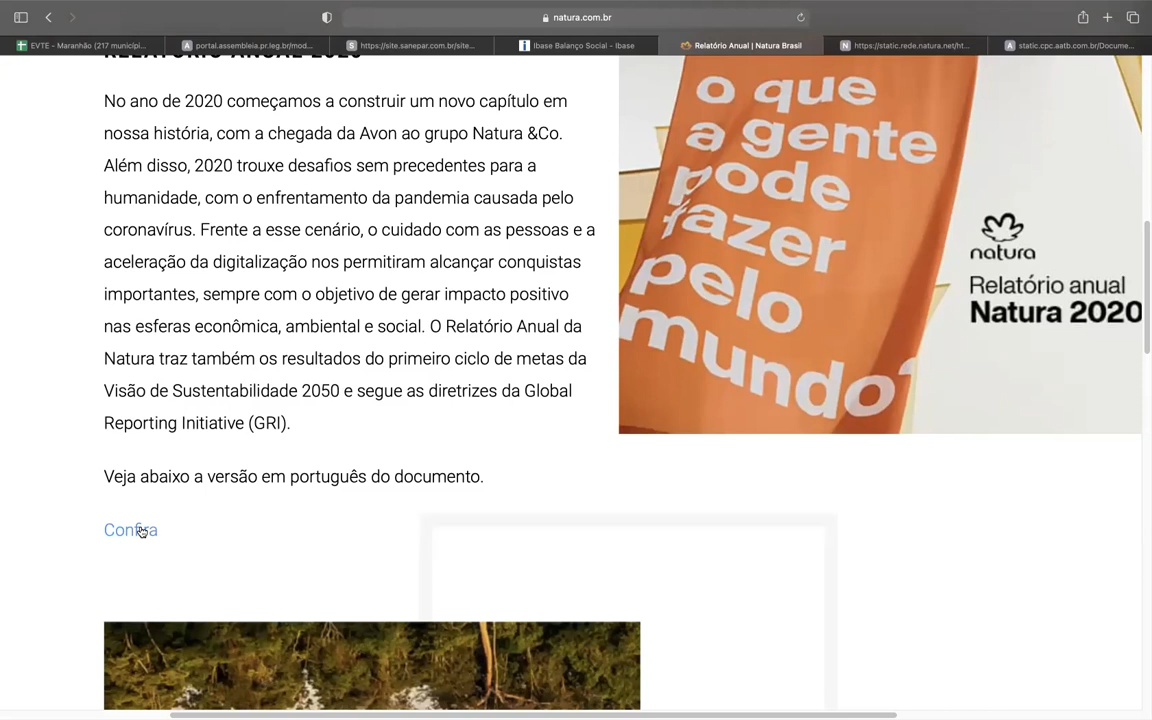 natura.com.br
EVTE - Maranhão (217 municípi...
portal.assembleia.pr.leg.br/mod...
https://site.sanepar.com.br/site...
Ibase Balanço Social - Ibase
Relatório Anual | Natura Brasil
https://static.rede.natura.net/ht...
static.cpc.aatb.com.br/Docume...
RELATÓRIO ANUAL 2020
No ano de 2020 começamos a construir um novo capítulo em
nossa história, com a chegada da Avon ao grupo Natura &Co.
Além disso, 2020 trouxe desafios sem precedentes para a
humanidade, com o enfrentamento da pandemia causada pelo
coronavírus. Frente a esse cenário, o cuidado com as pessoas e a
aceleração da digitalização nos permitiram alcançar conquistas
importantes, sempre com o objetivo de gerar impacto positivo
nas esferas econômica, ambiental e social. O Relatório Anual da
Natura traz também os resultados do primeiro ciclo de metas da
Visão de Sustentabilidade 2050 e segue as diretrizes da Global
Reporting Initiative (GRI).
Veja abaixo a versão em português do documento.
Confira
o que
a gente
pode
fazer
pelo
mundo?
natura
Relatório anual
Natura 2020